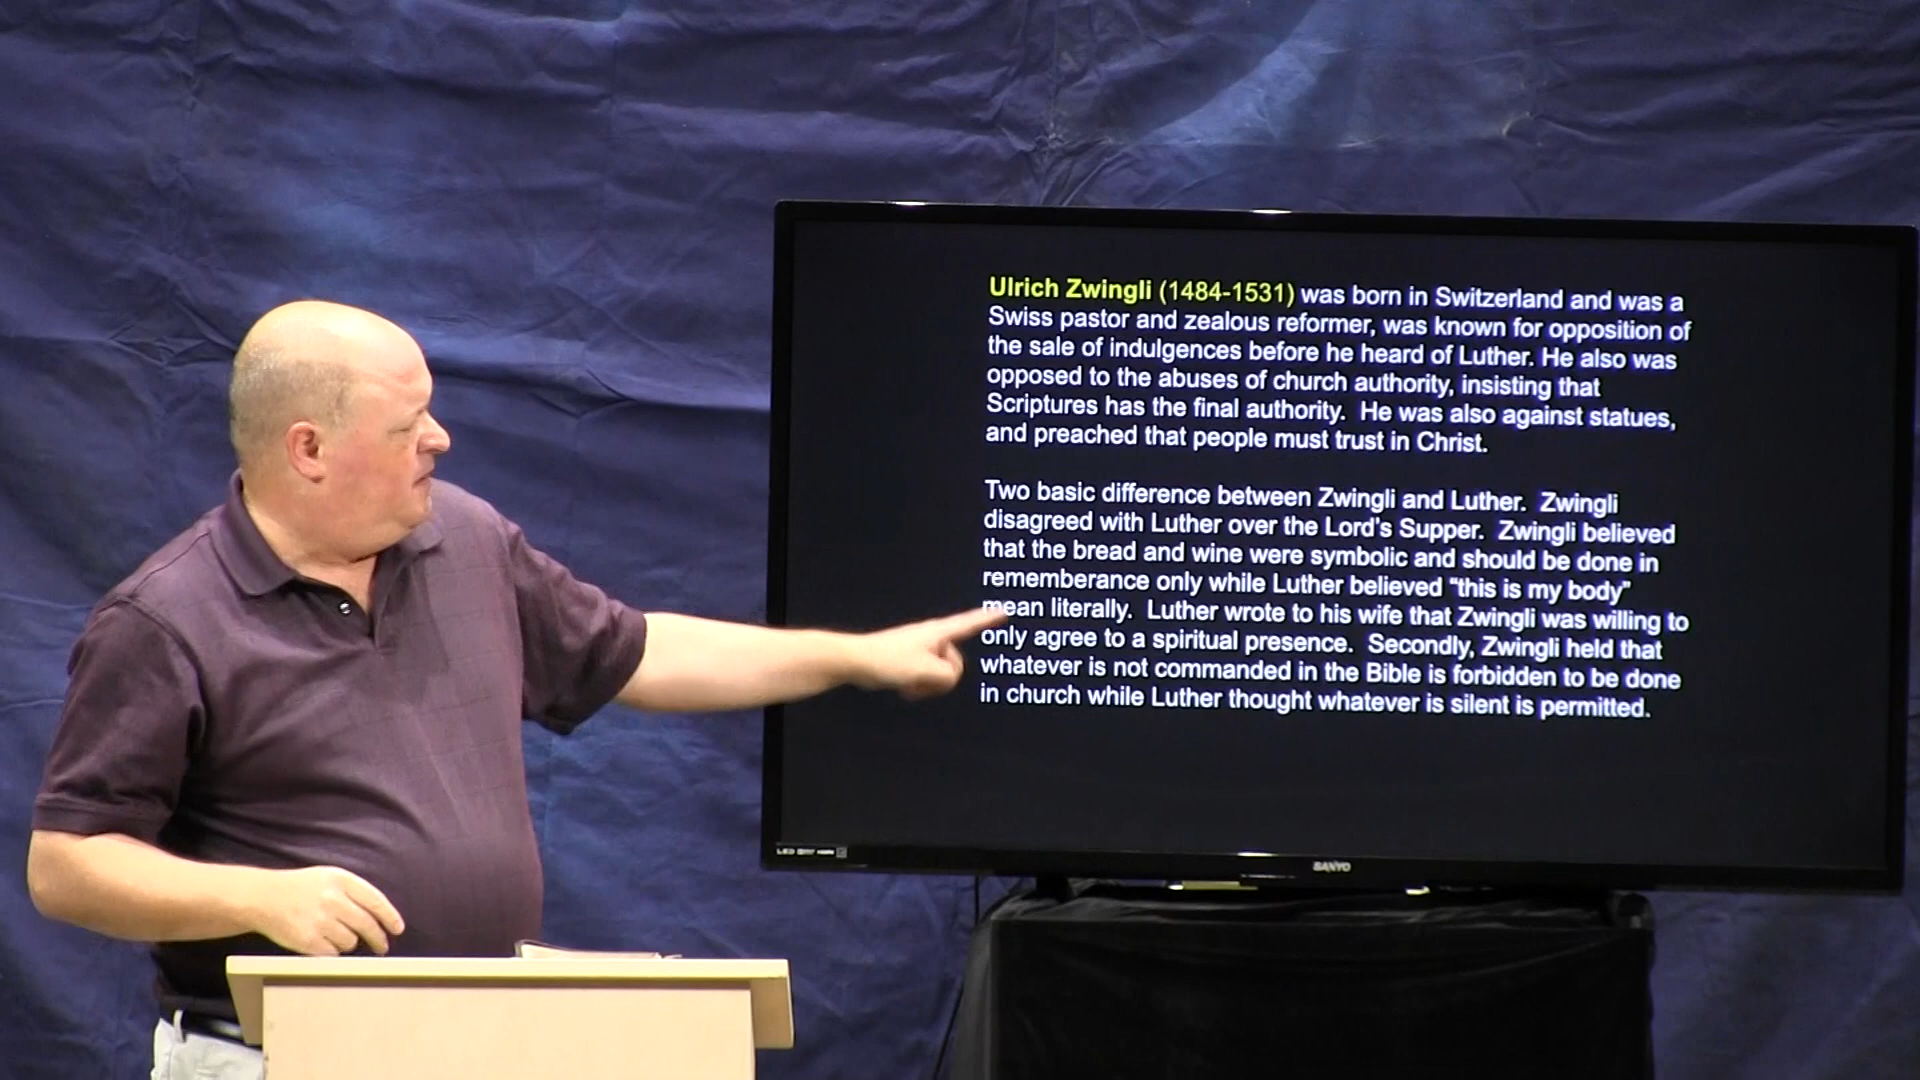 Ulrich Zwingli (1484-1531) was born in Switzerland and was a
Swiss pastor and zealous reformer, was known for opposition of
the sale of indulgences before he heard of Luther. He also was
opposed to the abuses of church authority, insisting that
Scriptures has the final authority. He was also against statues,
and preached that people must trust in Christ.
Two basic difference between Zwingli and Luther. Zwingli
disagreed with Luther over the Lord's Supper. Zwingli believed
that the bread and wine were symbolic and should be done in
rememberance only while Luther believed “this is my body”
mean literally. Luther wrote to his wife that Zwingli was willing to
only agree to a spiritual presence. Secondly, Zwingli held that
whatever is not commanded in the Bible is forbidden to be done
in church while Luther thought whatever is silent is permitted.
LED
SANYO